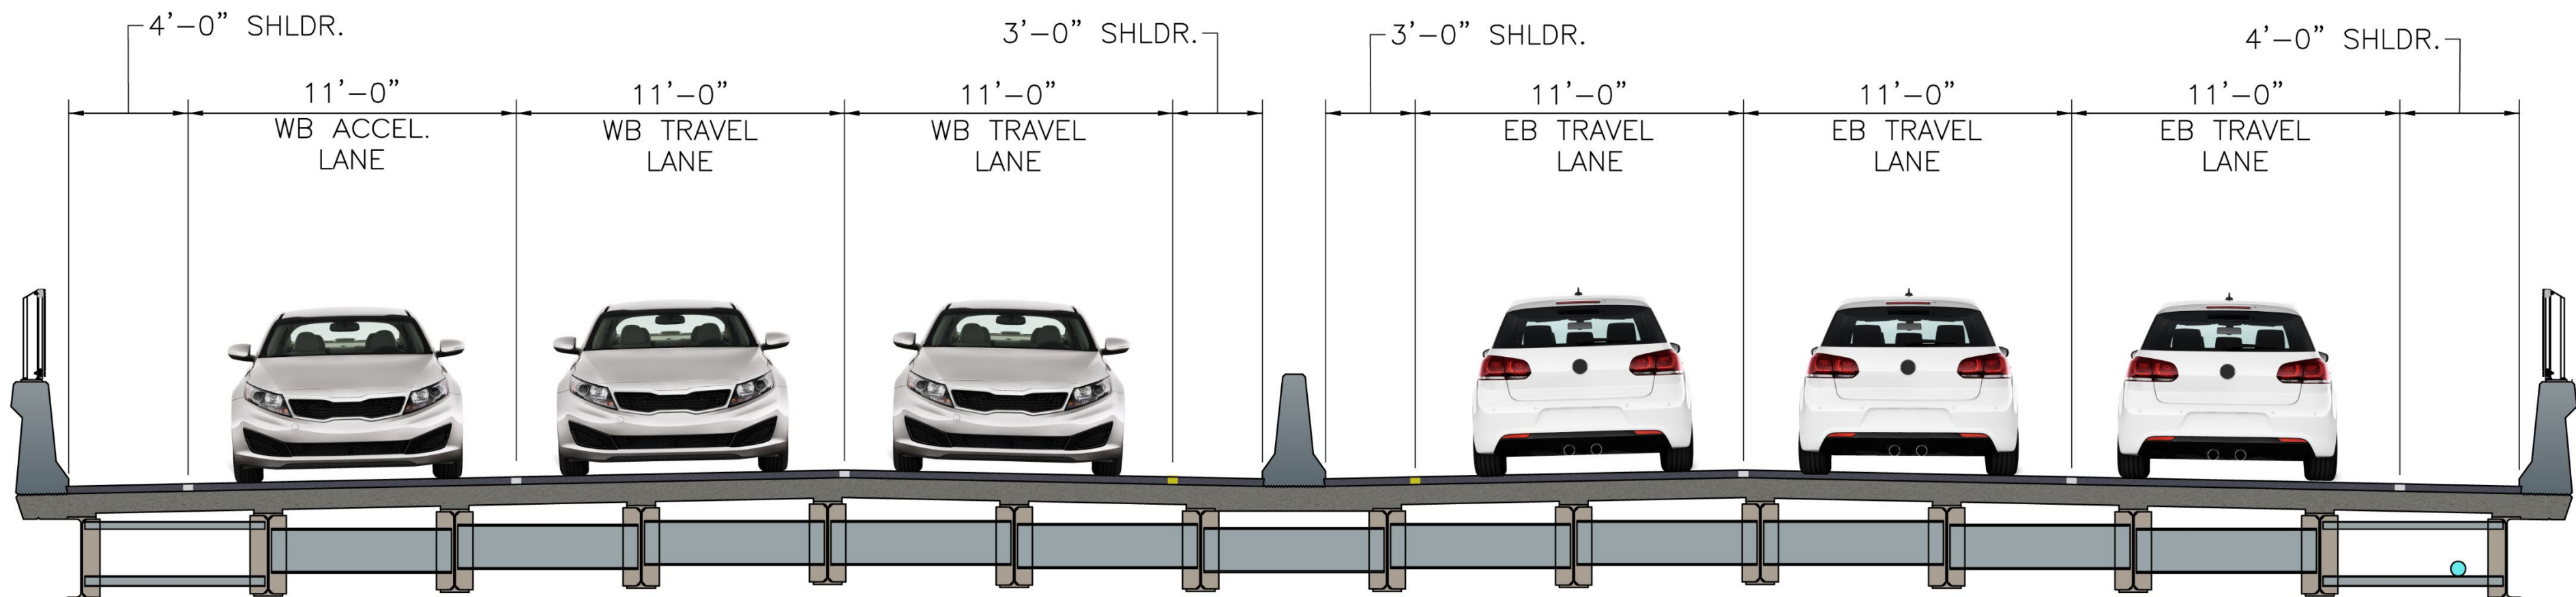 4'-0" SHLDR.
3'-0" SHLDR.
3'-0" SHLDR.
4'-0" SHLDR.
11'-0"
WB ACCEL.
LANE
11'-0"
WB TRAVEL
LANE
11'-0"
WB TRAVEL
LANE
11'-0"
EB TRAVEL
LANE
11'-0"
EB TRAVEL
LANE
11'-0"
EB TRAVEL
LANE